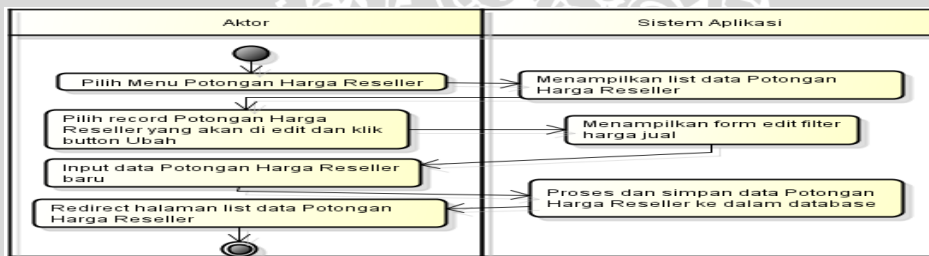 Aktor
Sistem Aplikasi
Pilih Menu Potongan Harga Reseller
Menampilkan list data Potongan
Harga Reseller
Pilih record Potongan Harga
Reseller yang akan di edit dan klik
button Ubah
Menampilkan form edit filter
harga jual
Input data Potongan Harga Reseller
baru
Proses dan simpan data Potongan
Harga Reseller ke dalam database
Redirect halaman list data Potongan
Harga Reseller